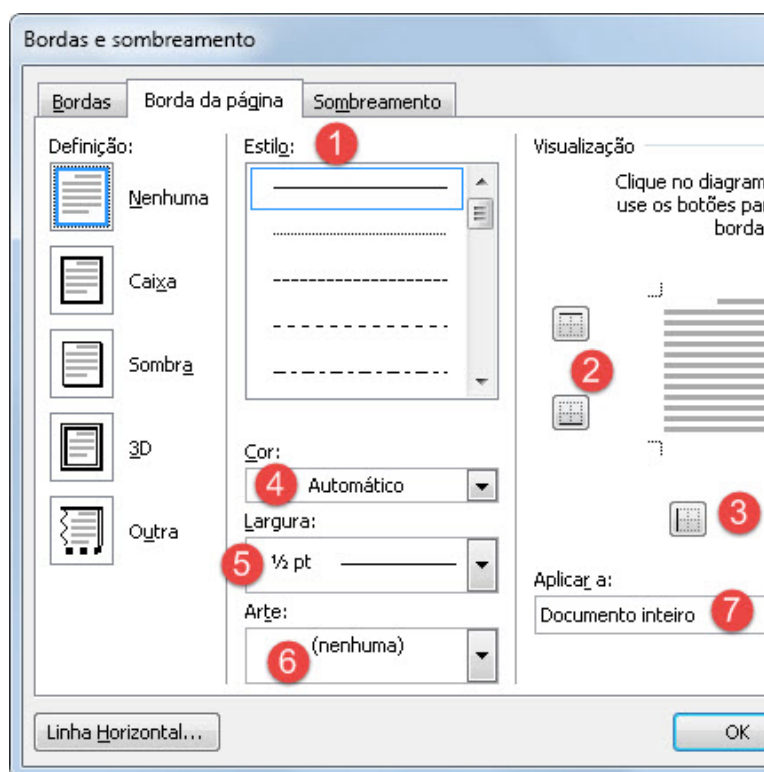 Bordas e sombreamento
Bordas
Borda da página
Sombreamento
Definição:
Nenhuma
Caixa
Sombra
3D
Outra
Estilo:
1
Cor:
4
Automático
Largura:
5
½ pt
Arte:
6
(nenhuma)
Visualização
Clique no diagram
use os botões par
borda
2
3
Aplicar a:
Documento inteiro
7
Linha Horizontal...
OK